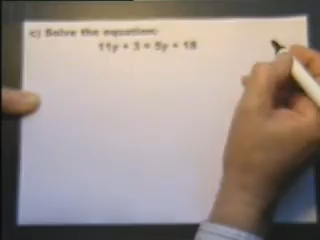 c) Solve the equation:
11y + 3 = 5y + 18